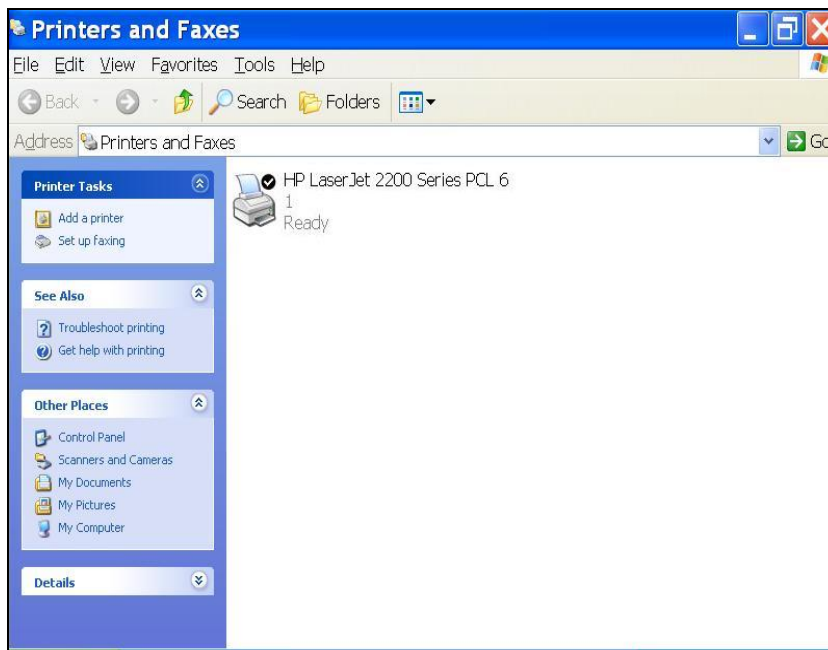 Printers and Faxes
File Edit View Favorites Tools Help
Back Search Folders
Address Printers and Faxes Go
Printer Tasks
Add a printer
Set up faxing
See Also
Troubleshoot printing
Get help with printing
Other Places
Control Panel
Scanners and Cameras
My Documents
My Pictures
My Computer
Details
HP LaserJet 2200 Series PCL 6
1
Ready